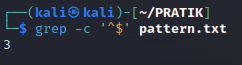 ┌──(kali㉿kali)-[~/PRATIK]
└─$ grep -c '^$' pattern.txt
3